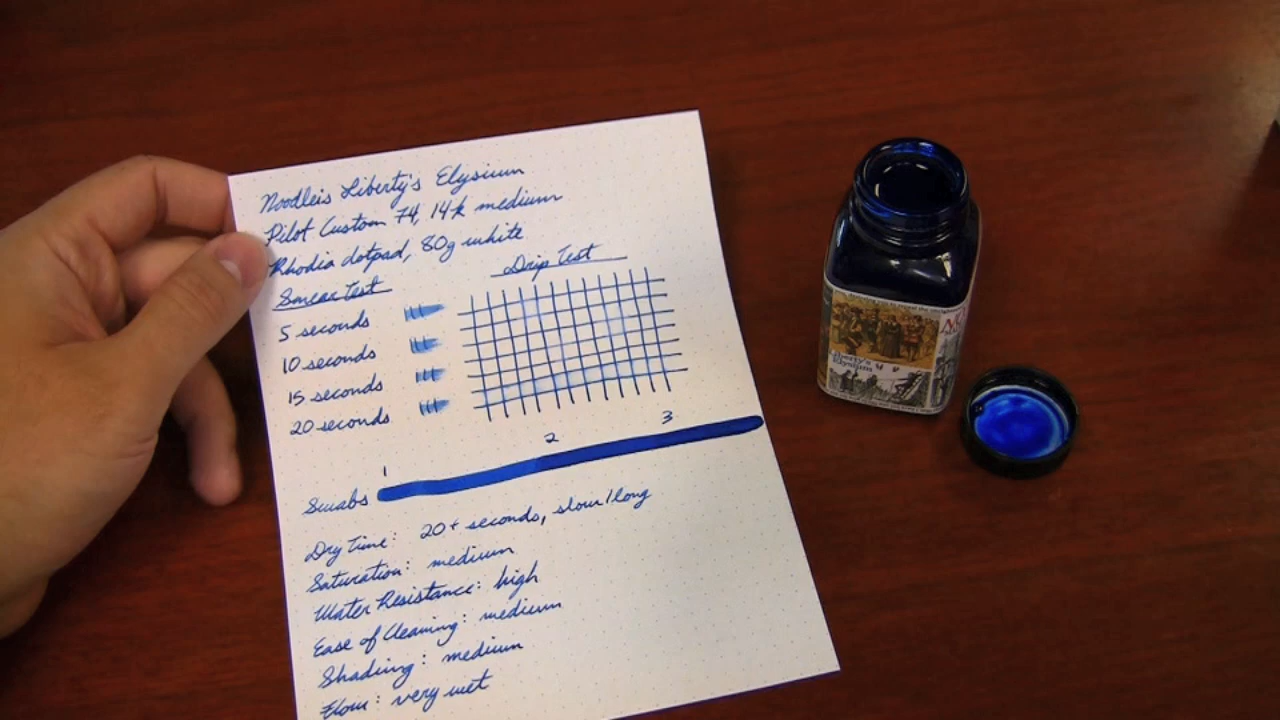 Noodler's Liberty's Elysium
Pilot Custom 74, 14k medium
Rhodia dotpad, 80g white
Drip Test
Smear Test
5 seconds
10 seconds
15 seconds
20 seconds
1 2 3
Swabs
Dry Time: 20+ seconds, slow/long
Saturation: medium
Water Resistance: high
Ease of Cleaning: medium
Shading: medium
Flow: very wet
Liberty's
Elysium